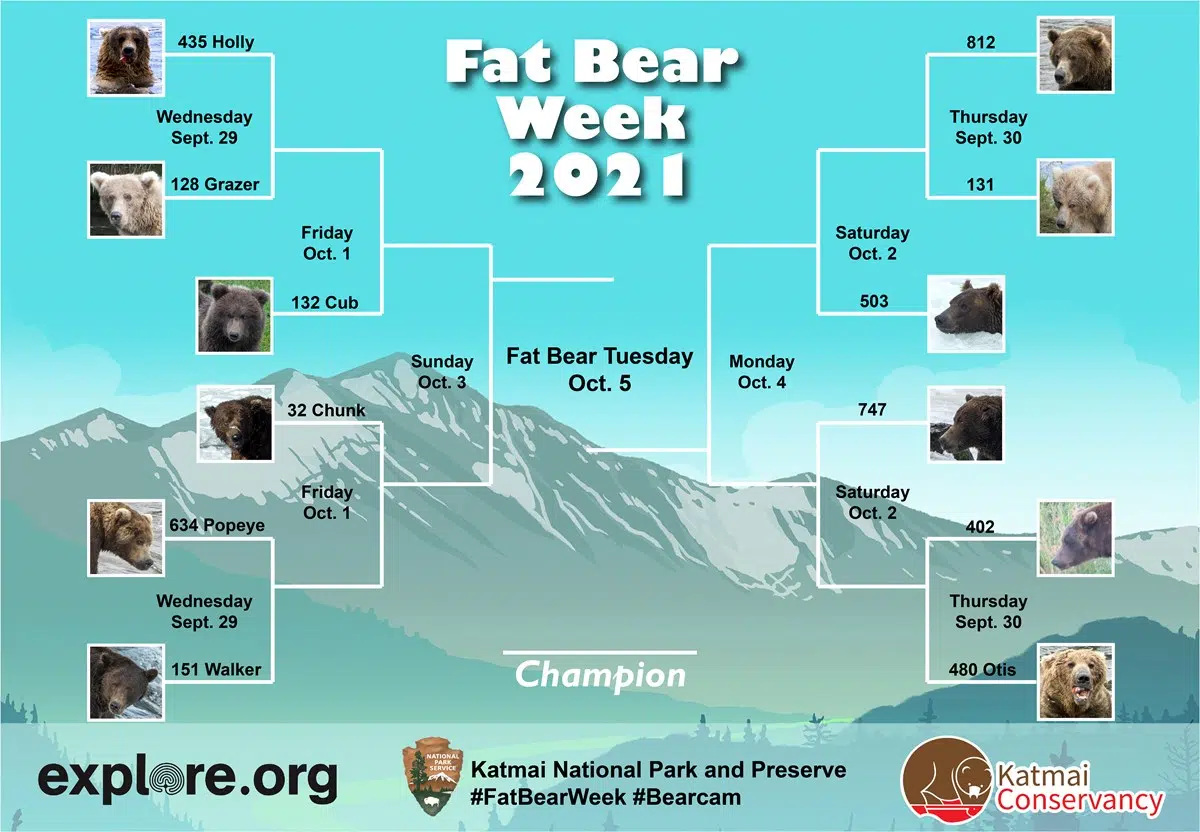 Fat Bear
Week
2021
435 Holly
Wednesday
Sept. 29
128 Grazer
Friday
Oct. 1
132 Cub
Sunday
Oct. 3
32 Chunk
Friday
Oct. 1
634 Popeye
Wednesday
Sept. 29
151 Walker
Fat Bear Tuesday
Oct. 5
812
Thursday
Sept. 30
131
Saturday
Oct. 2
503
Monday
Oct. 4
747
Saturday
Oct. 2
402
Thursday
Sept. 30
480 Otis
Champion
explore.org
NATIONAL
PARK
SERVICE
Katmai National Park and Preserve
#FatBearWeek #Bearcam
Katmai
Conservancy